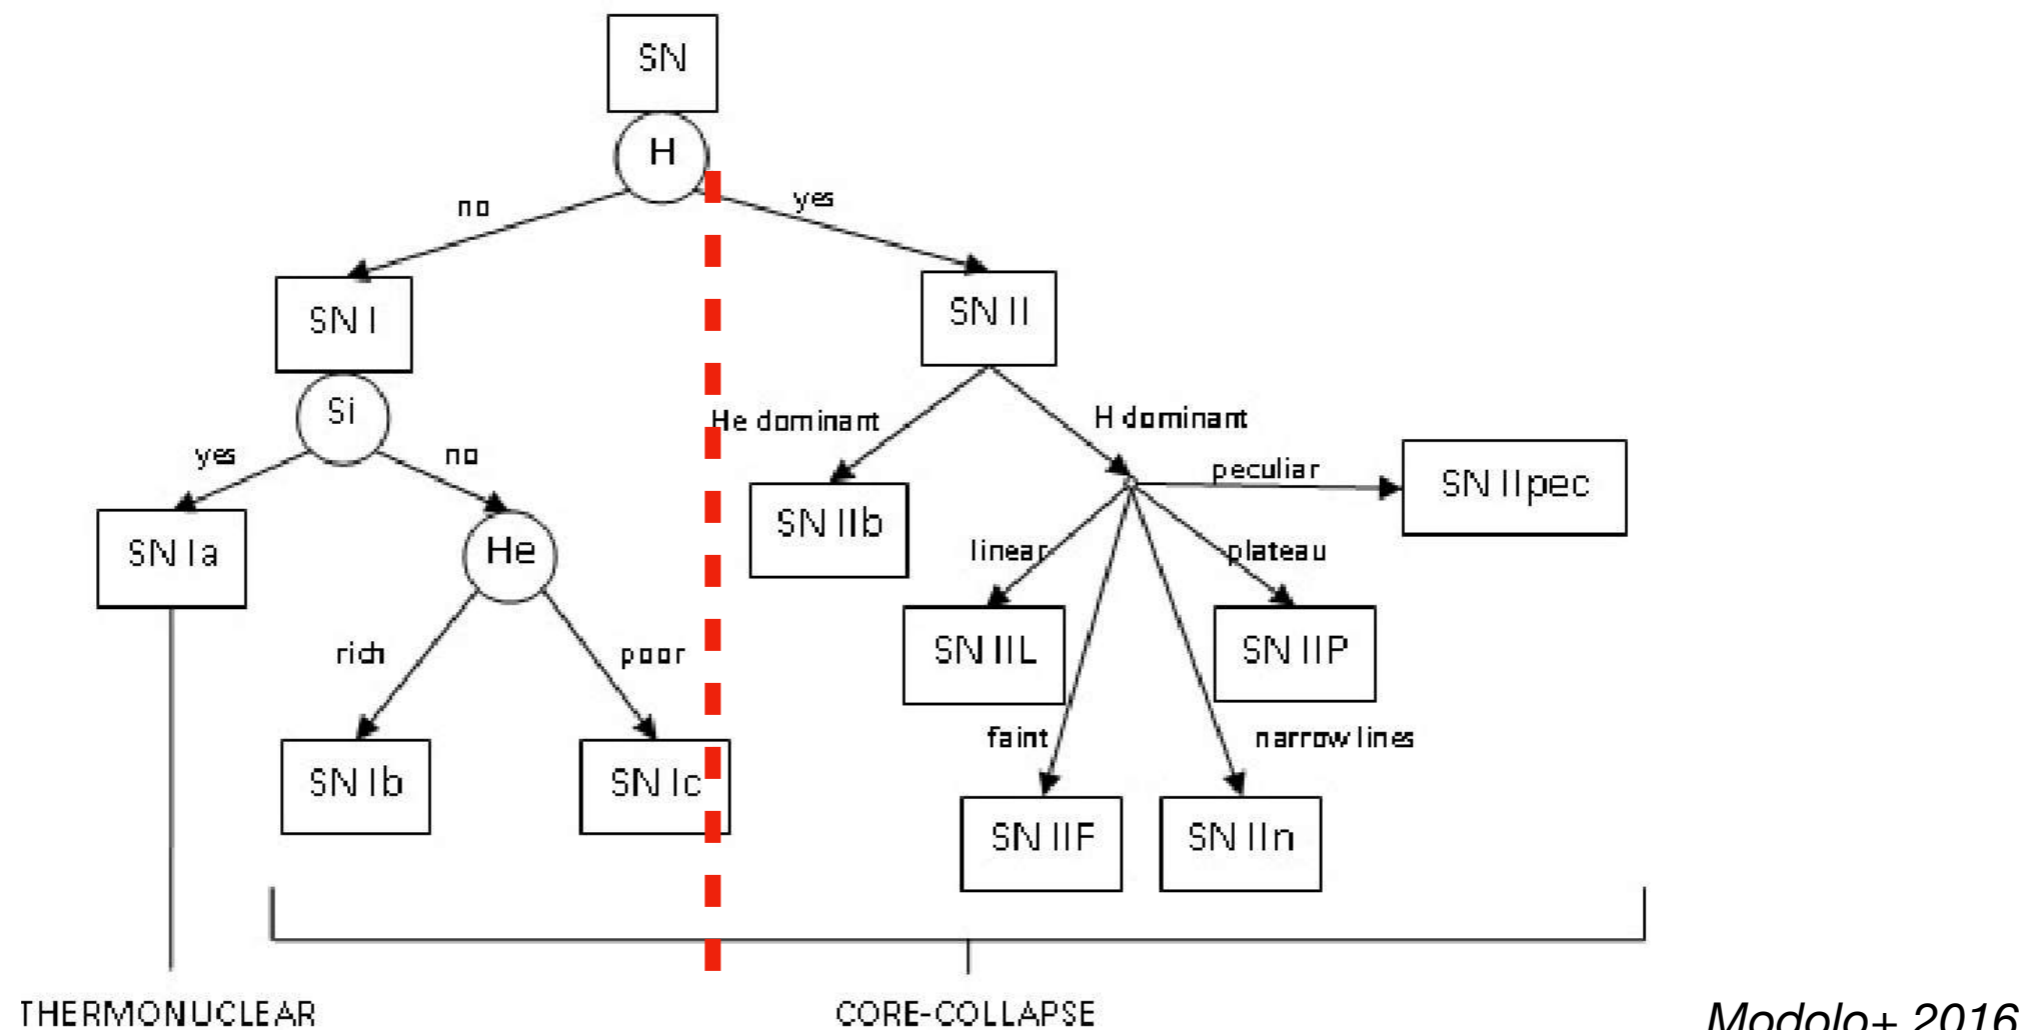 SN
H
no
yes
SN I
SN II
Si
He dominant
H dominant
yes
no
peculiar
SN IIpec
SN Ia
He
SN IIb
linear
plateau
rich
poor
SN IIL
SN IIP
faint
narrow lines
SN Ib
SN Ic
SN IIF
SN IIn
THERMONUCLEAR
CORE-COLLAPSE
Modolo+ 2016